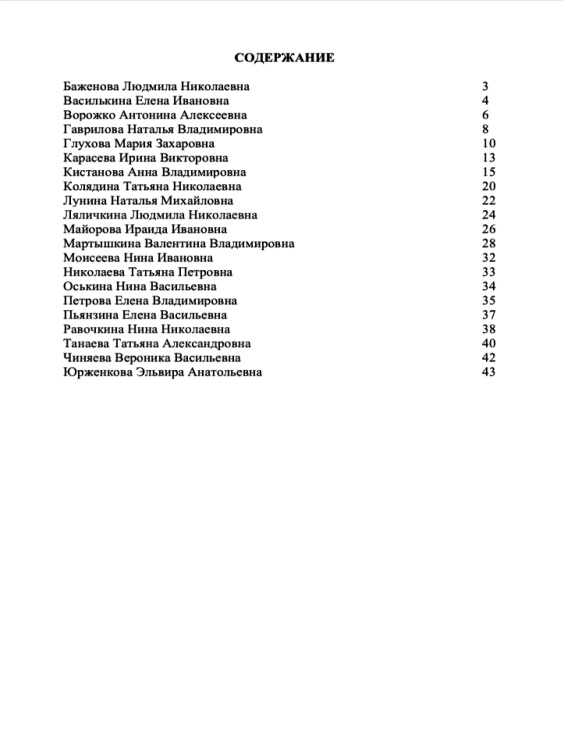 СОДЕРЖАНИЕ
Баженова Людмила Николаевна 3
Василькина Елена Ивановна 4
Ворожко Антонина Алексеевна 6
Гаврилова Наталья Владимировна 8
Глухова Мария Захаровна 10
Карасева Ирина Викторовна 13
Кистанова Анна Владимировна 15
Колядина Татьяна Николаевна 20
Лунина Наталья Михайловна 22
Ляличкина Людмила Николаевна 24
Майорова Ираида Ивановна 26
Мартышкина Валентина Владимировна 28
Моисеева Нина Ивановна 32
Николаева Татьяна Петровна 33
Оськина Нина Васильевна 34
Петрова Елена Владимировна 35
Пьянзина Елена Васильевна 37
Равочкина Нина Николаевна 38
Танаева Татьяна Александровна 40
Чиняева Вероника Васильевна 42
Юрженкова Эльвира Анатольевна 43